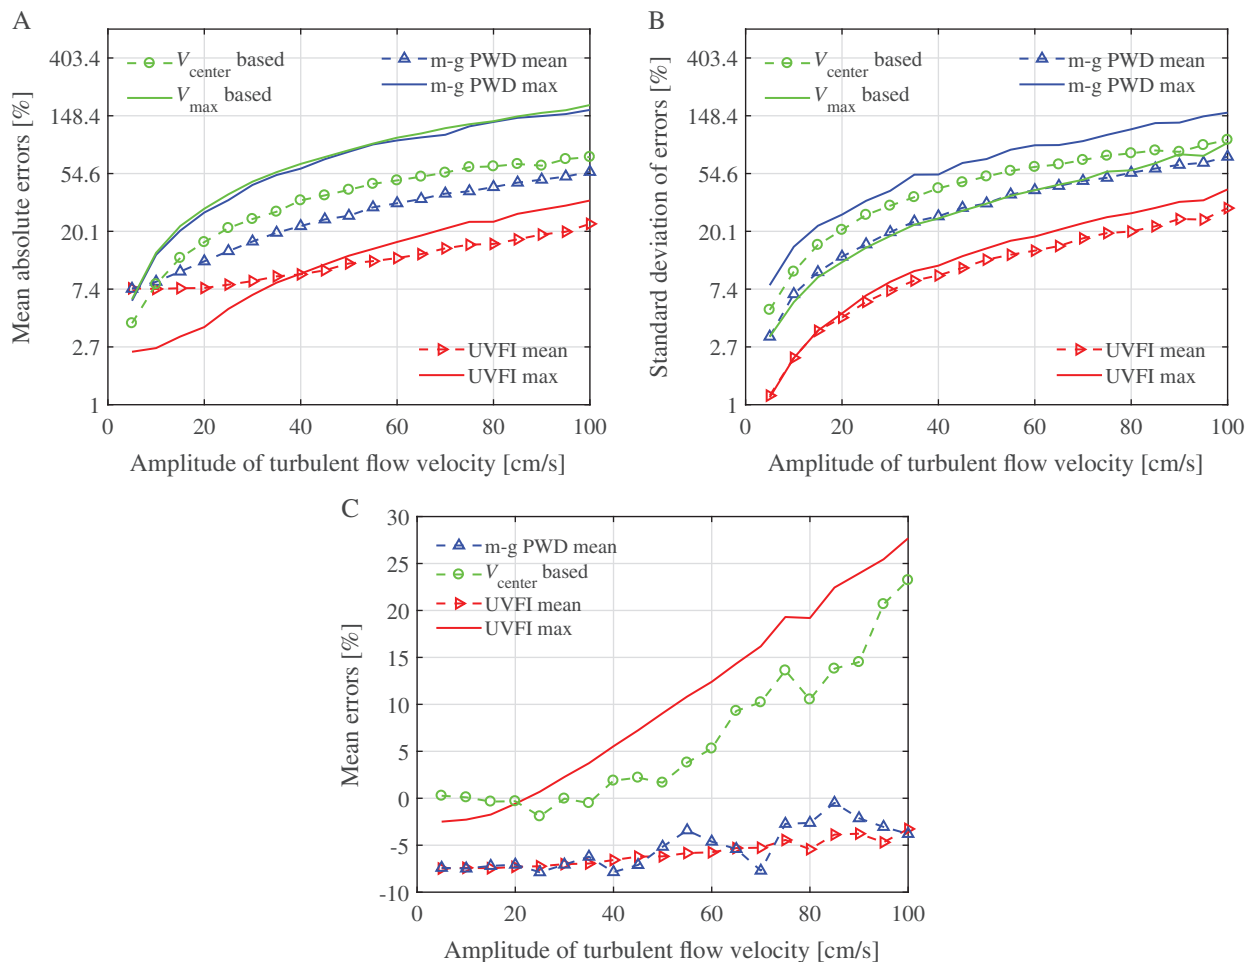 A
Mean absolute errors [%]
403.4
148.4
54.6
20.1
7.4
2.7
1
V center based
V max based
m-g PWD mean
m-g PWD max
UVFI mean
UVFI max
0 20 40 60 80 100
Amplitude of turbulent flow velocity [cm/s]
B
Standard deviation of errors [%]
403.4
148.4
54.6
20.1
7.4
2.7
1
V center based
V max based
m-g PWD mean
m-g PWD max
UVFI mean
UVFI max
0 20 40 60 80 100
Amplitude of turbulent flow velocity [cm/s]
C
Mean errors [%]
30
25
20
15
10
5
0
-5
-10
m-g PWD mean
V center based
UVFI mean
UVFI max
0 20 40 60 80 100
Amplitude of turbulent flow velocity [cm/s]